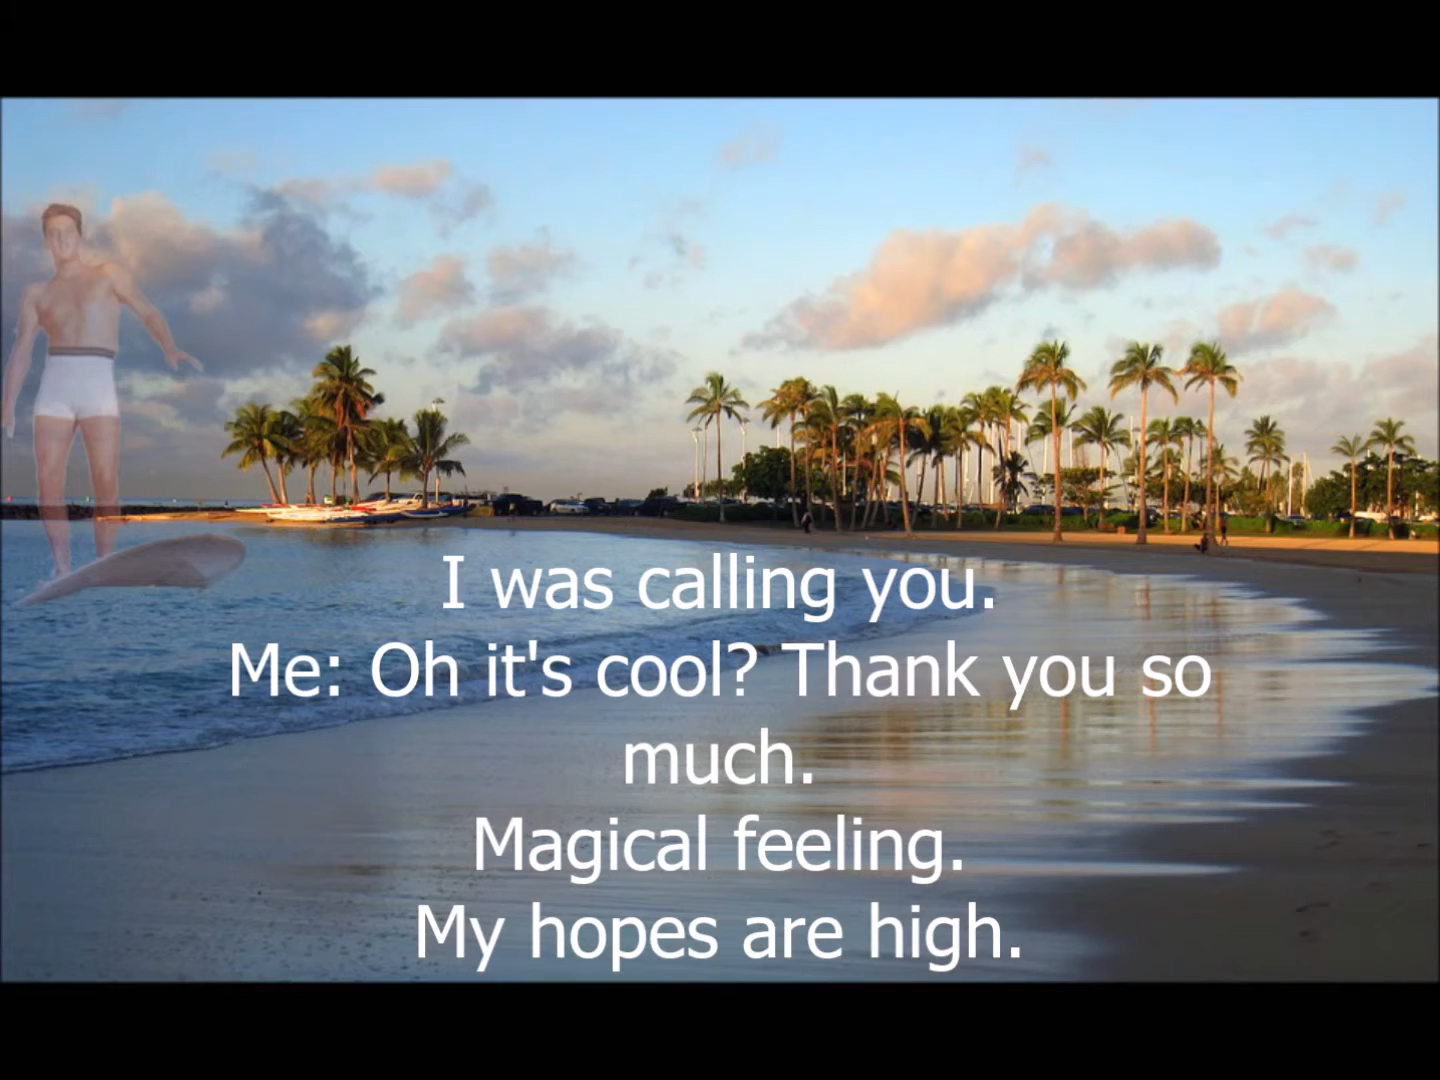 I was calling you.
Me: Oh it's cool? Thank you so
much.
Magical feeling.
My hopes are high.